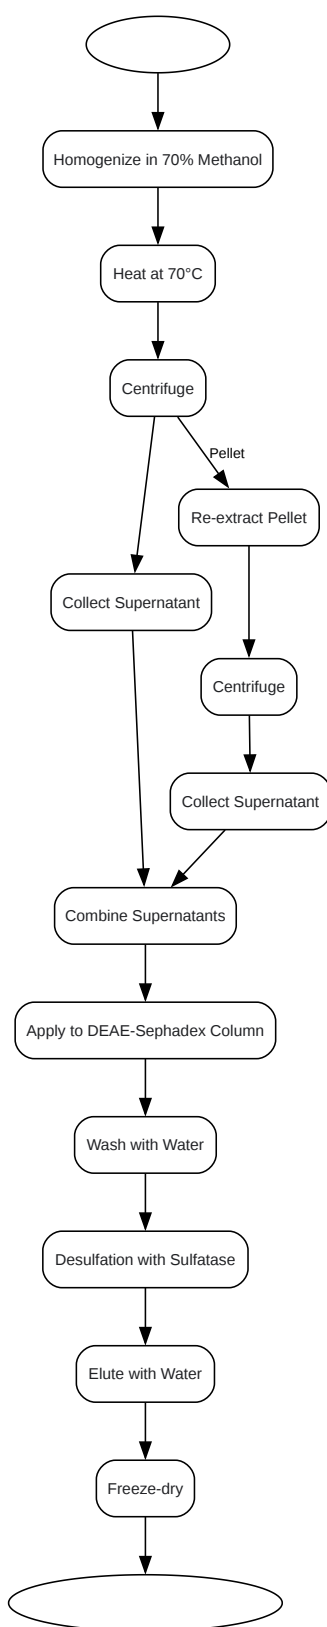 Homogenize in 70% Methanol
Heat at 70°C
Centrifuge
Pellet
Re-extract Pellet
Collect Supernatant
Centrifuge
Collect Supernatant
Combine Supernatants
Apply to DEAE-Sephadex Column
Wash with Water
Desulfation with Sulfatase
Elute with Water
Freeze-dry